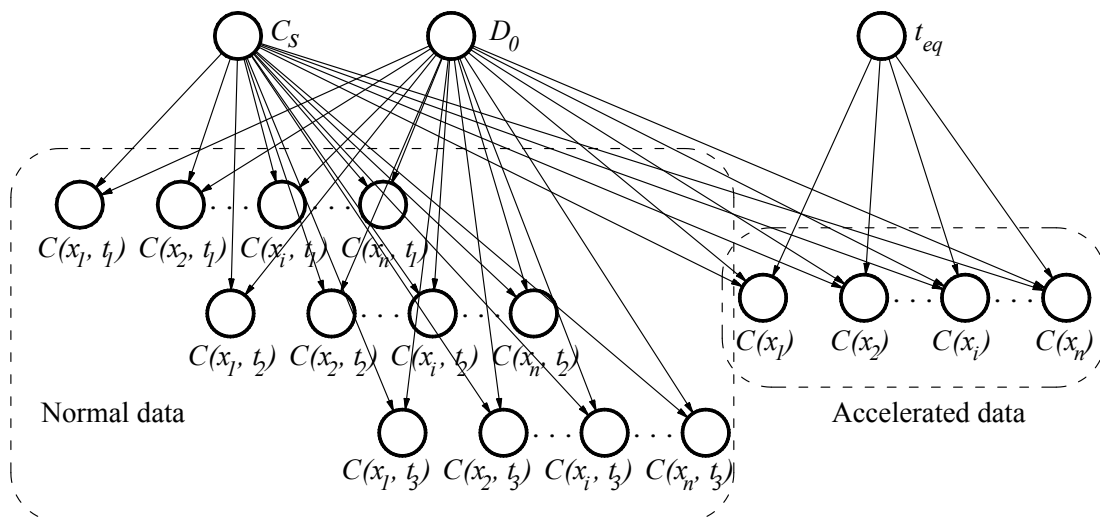 C_S D_0 t_eq
C(x_1, t_1) C(x_2, t_1) C(x_i, t_1) C(x_n, t_1)
C(x_1) C(x_2) C(x_i) C(x_n)
C(x_1, t_2) C(x_2, t_2) C(x_i, t_2) C(x_n, t_2)
Normal data Accelerated data
C(x_1, t_3) C(x_2, t_3) C(x_i, t_3) C(x_n, t_3)